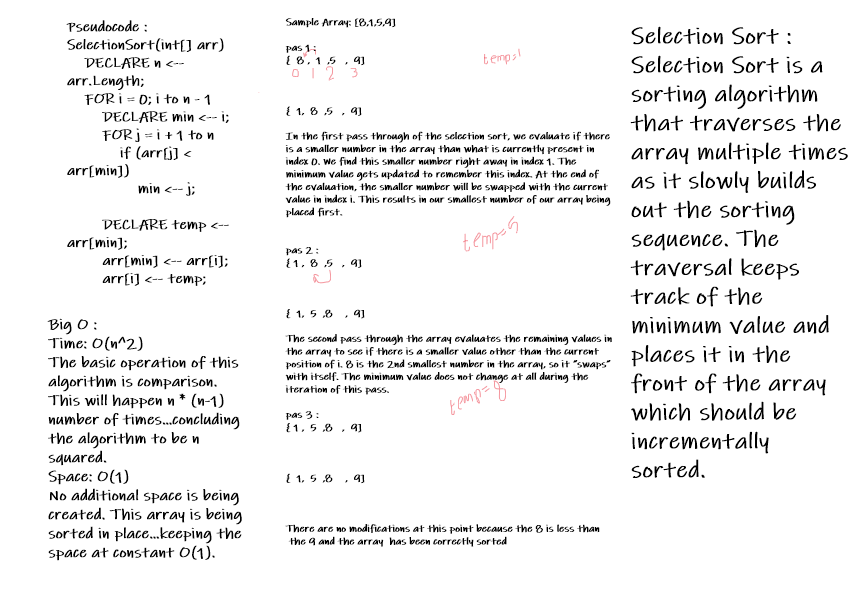 Pseudocode :
SelectionSort(int[] arr)
DECLARE n <--
arr.Length;
FOR i = 0; i to n - 1
DECLARE min <-- i;
FOR j = i + 1 to n
if (arr[j] <
arr[min])
min <-- j;
DECLARE temp <--
arr[min];
arr[min] <-- arr[i];
arr[i] <-- temp;
Big O :
Time: O(n^2)
The basic operation of this
algorithm is comparison.
This will happen n * (n-1)
number of times...concluding
the algorithm to be n
squared.
Space: O(1)
No additional space is being
created. This array is being
sorted in place...keeping the
space at constant O(1).
Sample Array: [8,1,5,9]
pas 1 :
{ 8 , 1 ,5 , 9]
0 1 2 3
temp=1
{ 1, 8 ,5 , 9]
In the first pass through of the selection sort, we evaluate if there
is a smaller number in the array than what is currently present in
index 0. We find this smaller number right away in index 1. The
minimum value gets updated to remember this index. At the end
of the evaluation, the smaller number will be swapped with the current
value in index i. This results in our smallest number of our array being
placed first.
temp=5
pas 2 :
{ 1, 8 ,5 , 9]
{ 1, 5 ,8 , 9]
The second pass through the array evaluates the remaining values in
the array to see if there is a smaller value other than the current
position of i. 8 is the 2nd smallest number in the array, so it "swaps"
with itself. The minimum value does not change at all during the
iteration of this pass.
temp=8
pas 3 :
{ 1, 5 ,8 , 9]
{ 1, 5 ,8 , 9]
There are no modifications at this point because the 8 is less than
the 9 and the array has been correctly sorted
Selection Sort :
Selection Sort is a
sorting algorithm
that traverses the
array multiple times
as it slowly builds
out the sorting
sequence. The
traversal keeps
track of the
minimum value and
places it in the
front of the array
which should be
incrementally
sorted.